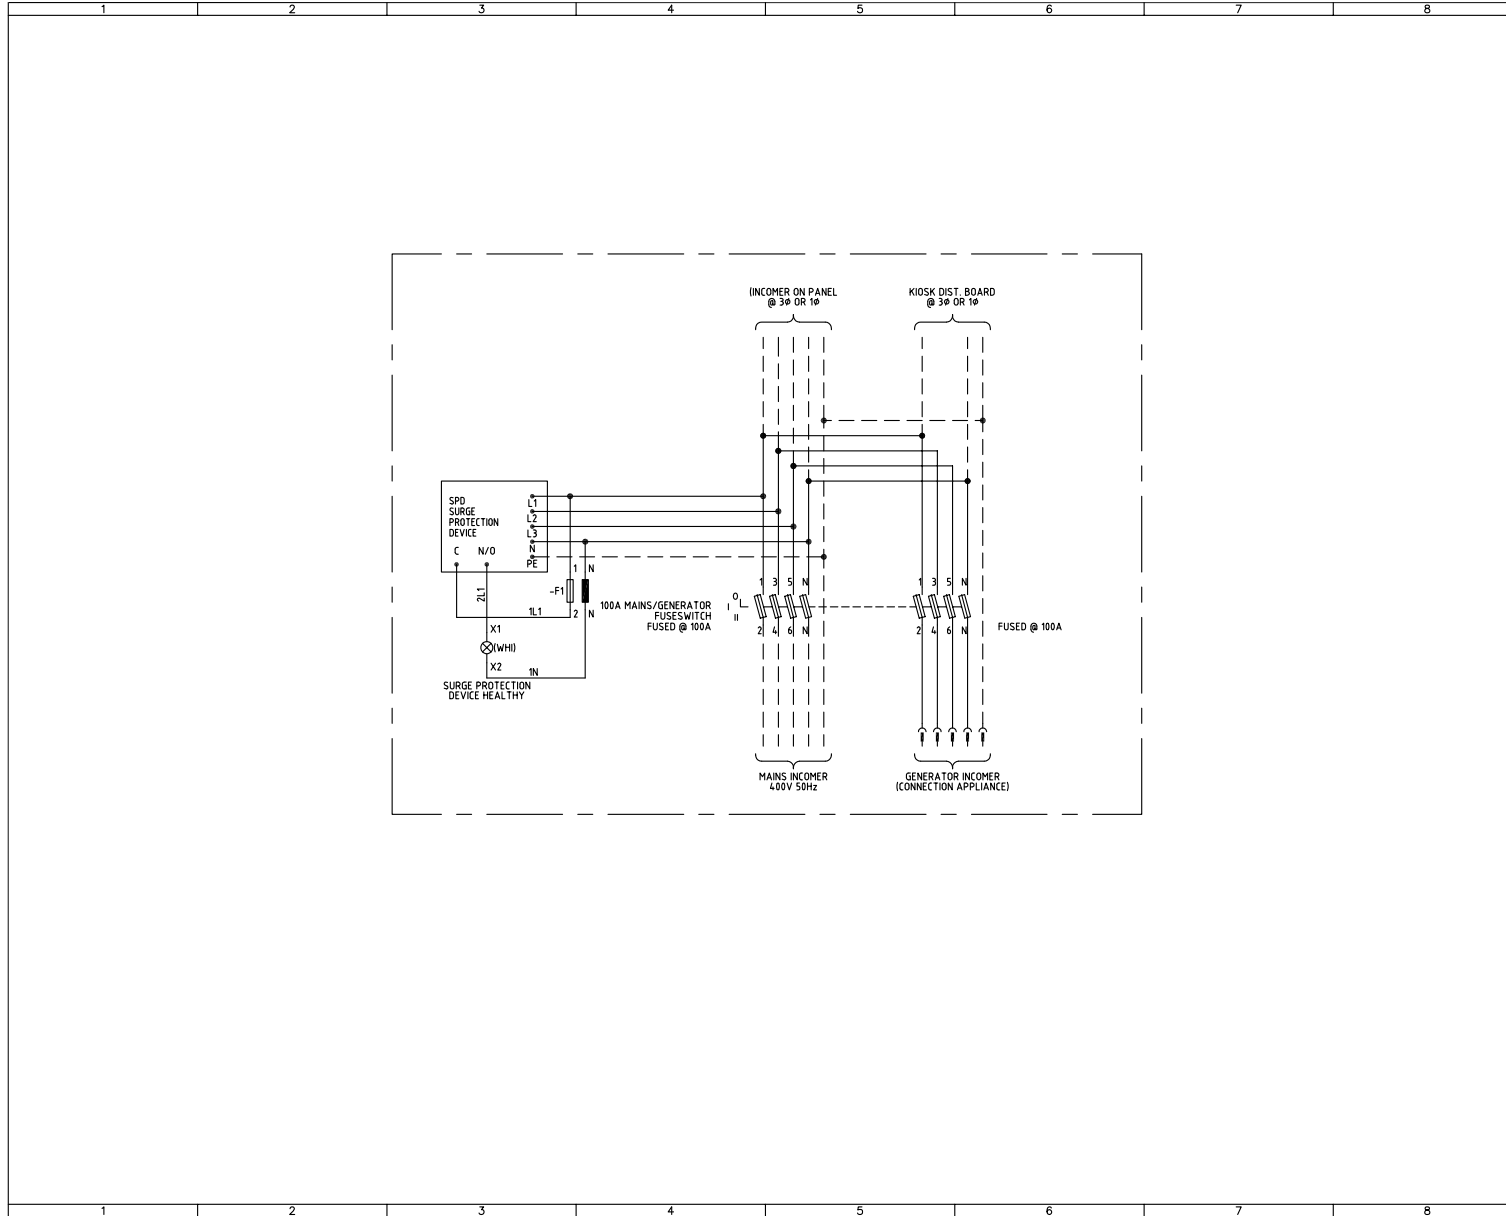 1 2 3 4 5 6 7 8
(INCOMER ON PANEL
@ 3Ø OR 1Ø
KIOSK DIST. BOARD
@ 3Ø OR 1Ø
SPD
SURGE
PROTECTION
DEVICE
L1
L2
L3
N
PE
C N/O
1 N
-F1
2 N
2L1
1L1
X1
(WHI)
X2
1N
SURGE PROTECTION
DEVICE HEALTHY
100A MAINS/GENERATOR
FUSESWITCH
FUSED @ 100A
O
I
II
1 3 5 N
2 4 6 N
1 3 5 N
2 4 6 N
FUSED @ 100A
MAINS INCOMER
400V 50Hz
GENERATOR INCOMER
(CONNECTION APPLIANCE)
1 2 3 4 5 6 7 8